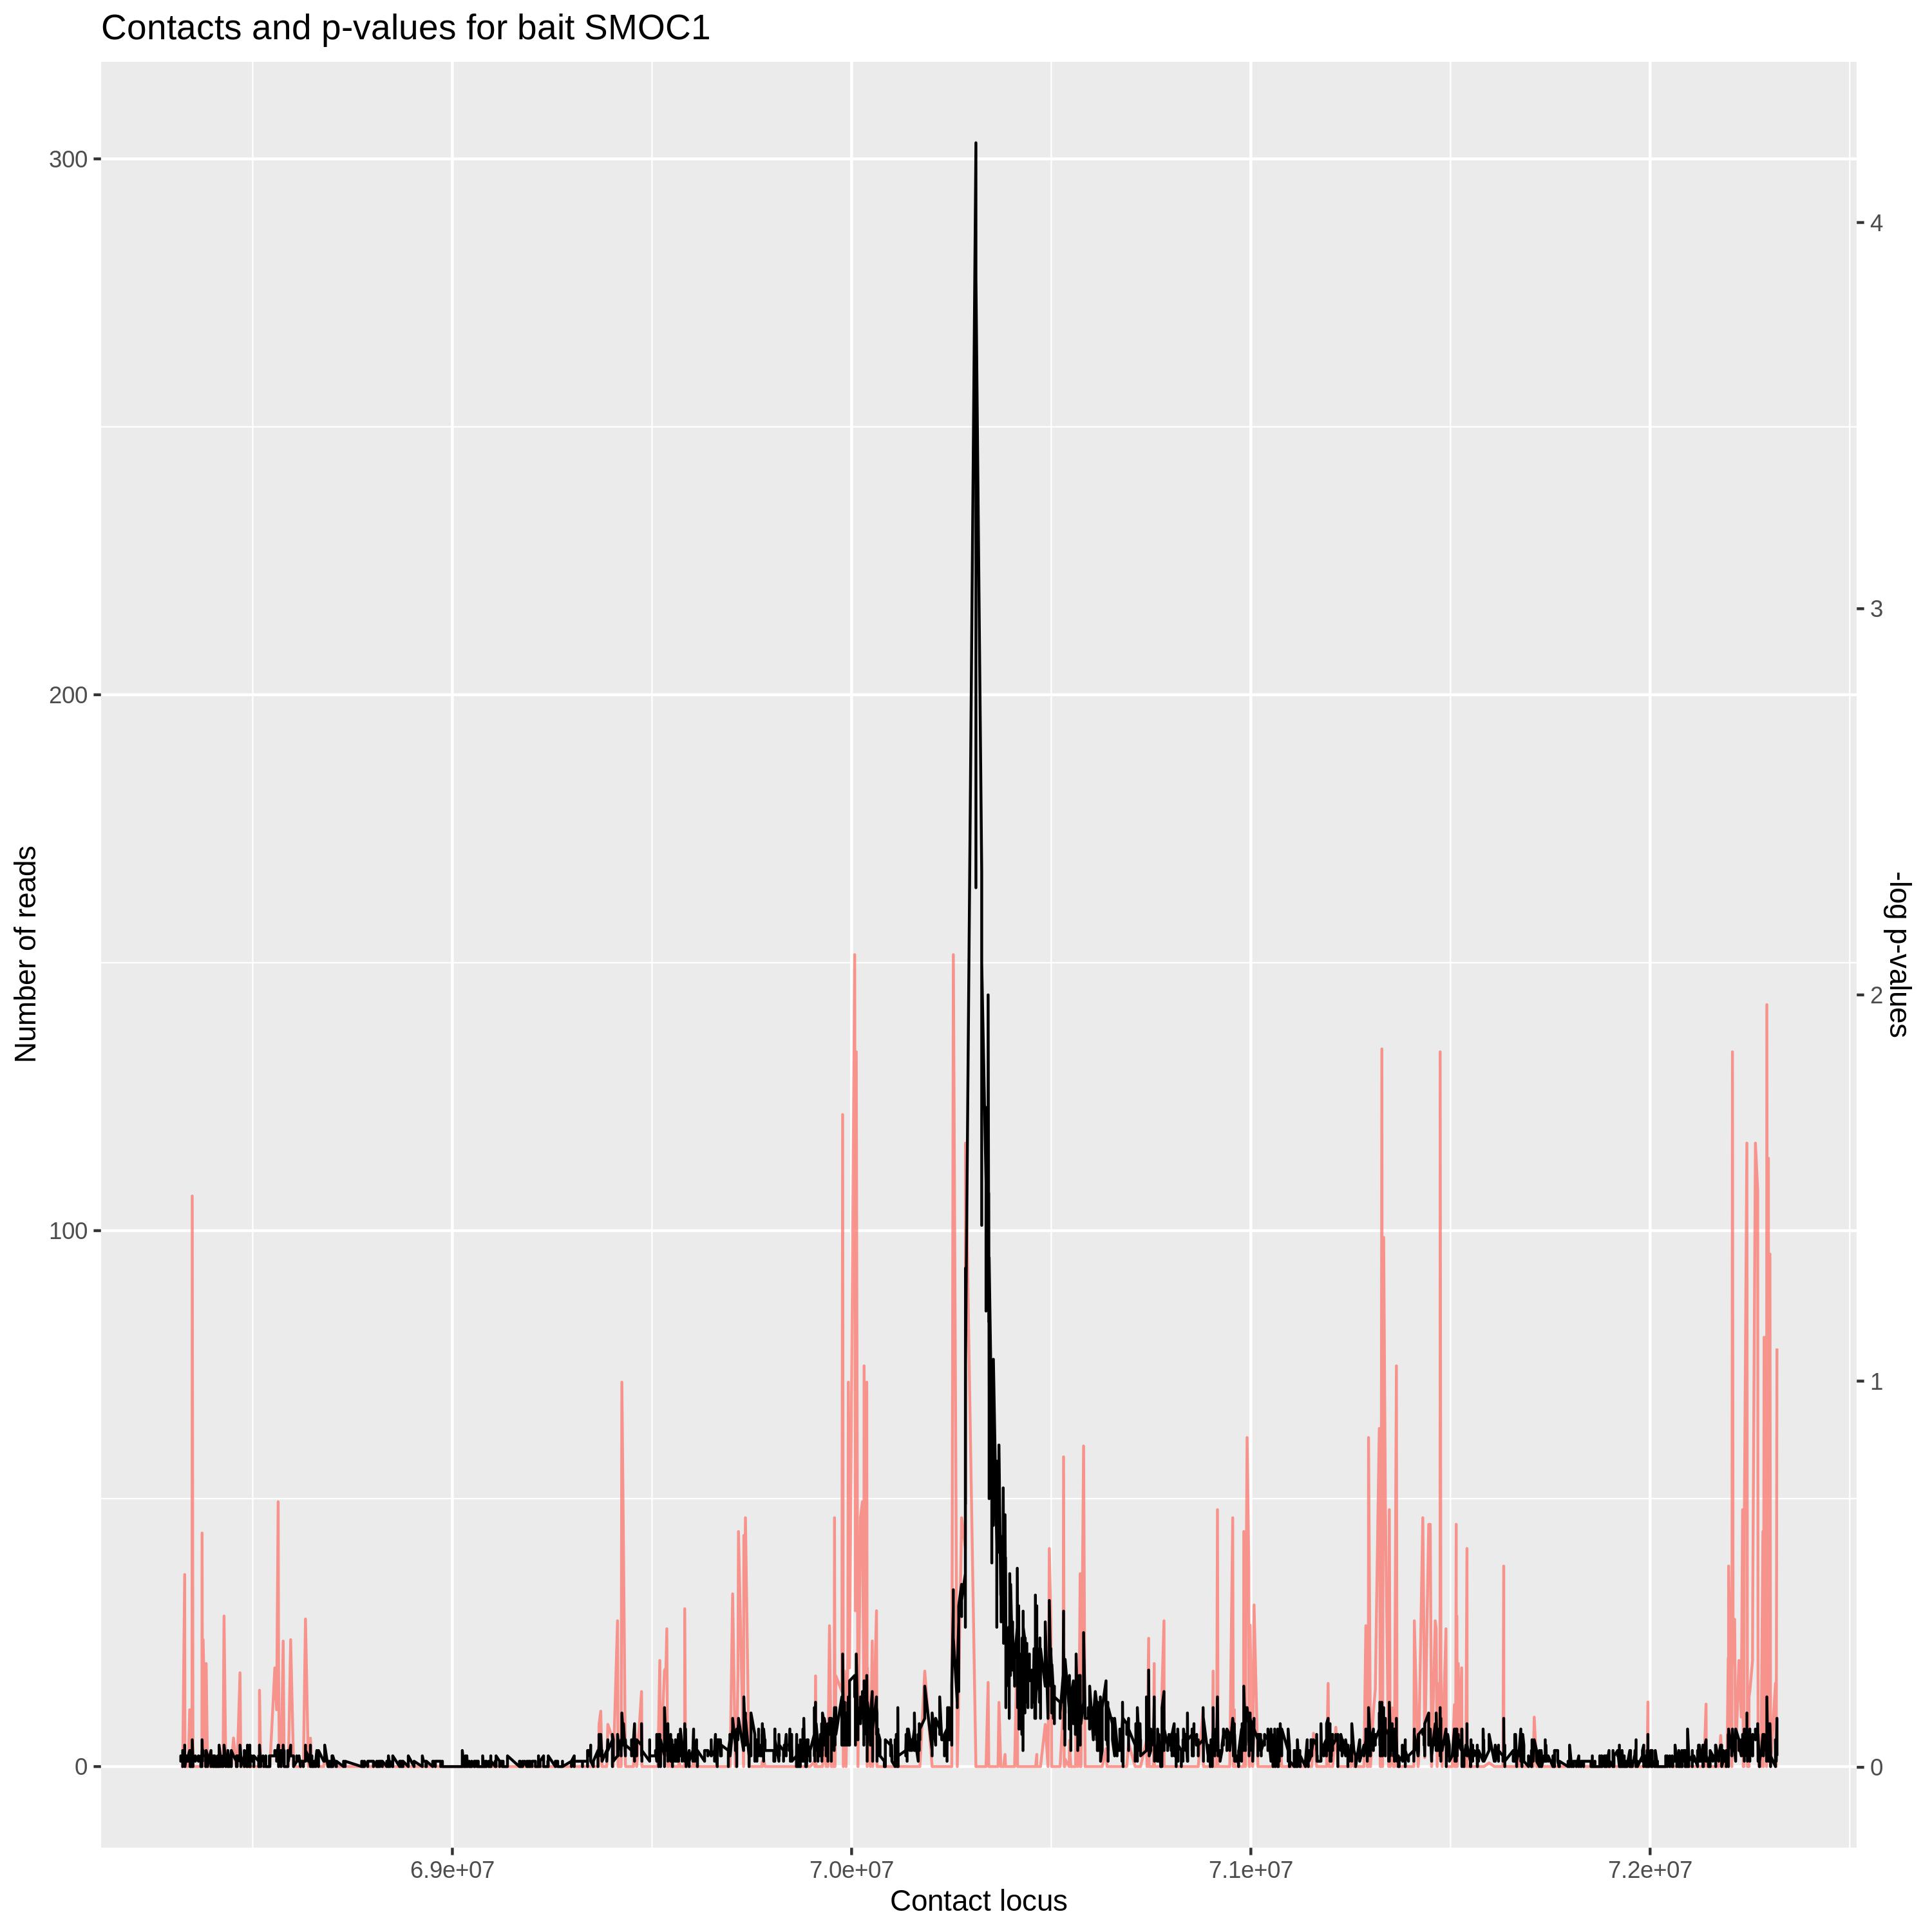 Contacts and p-values for bait SMOC1
300
200
100
0
Number of reads
4
3
2
1
0
-log p-values
6.9e+07
7.0e+07
7.1e+07
7.2e+07
Contact locus